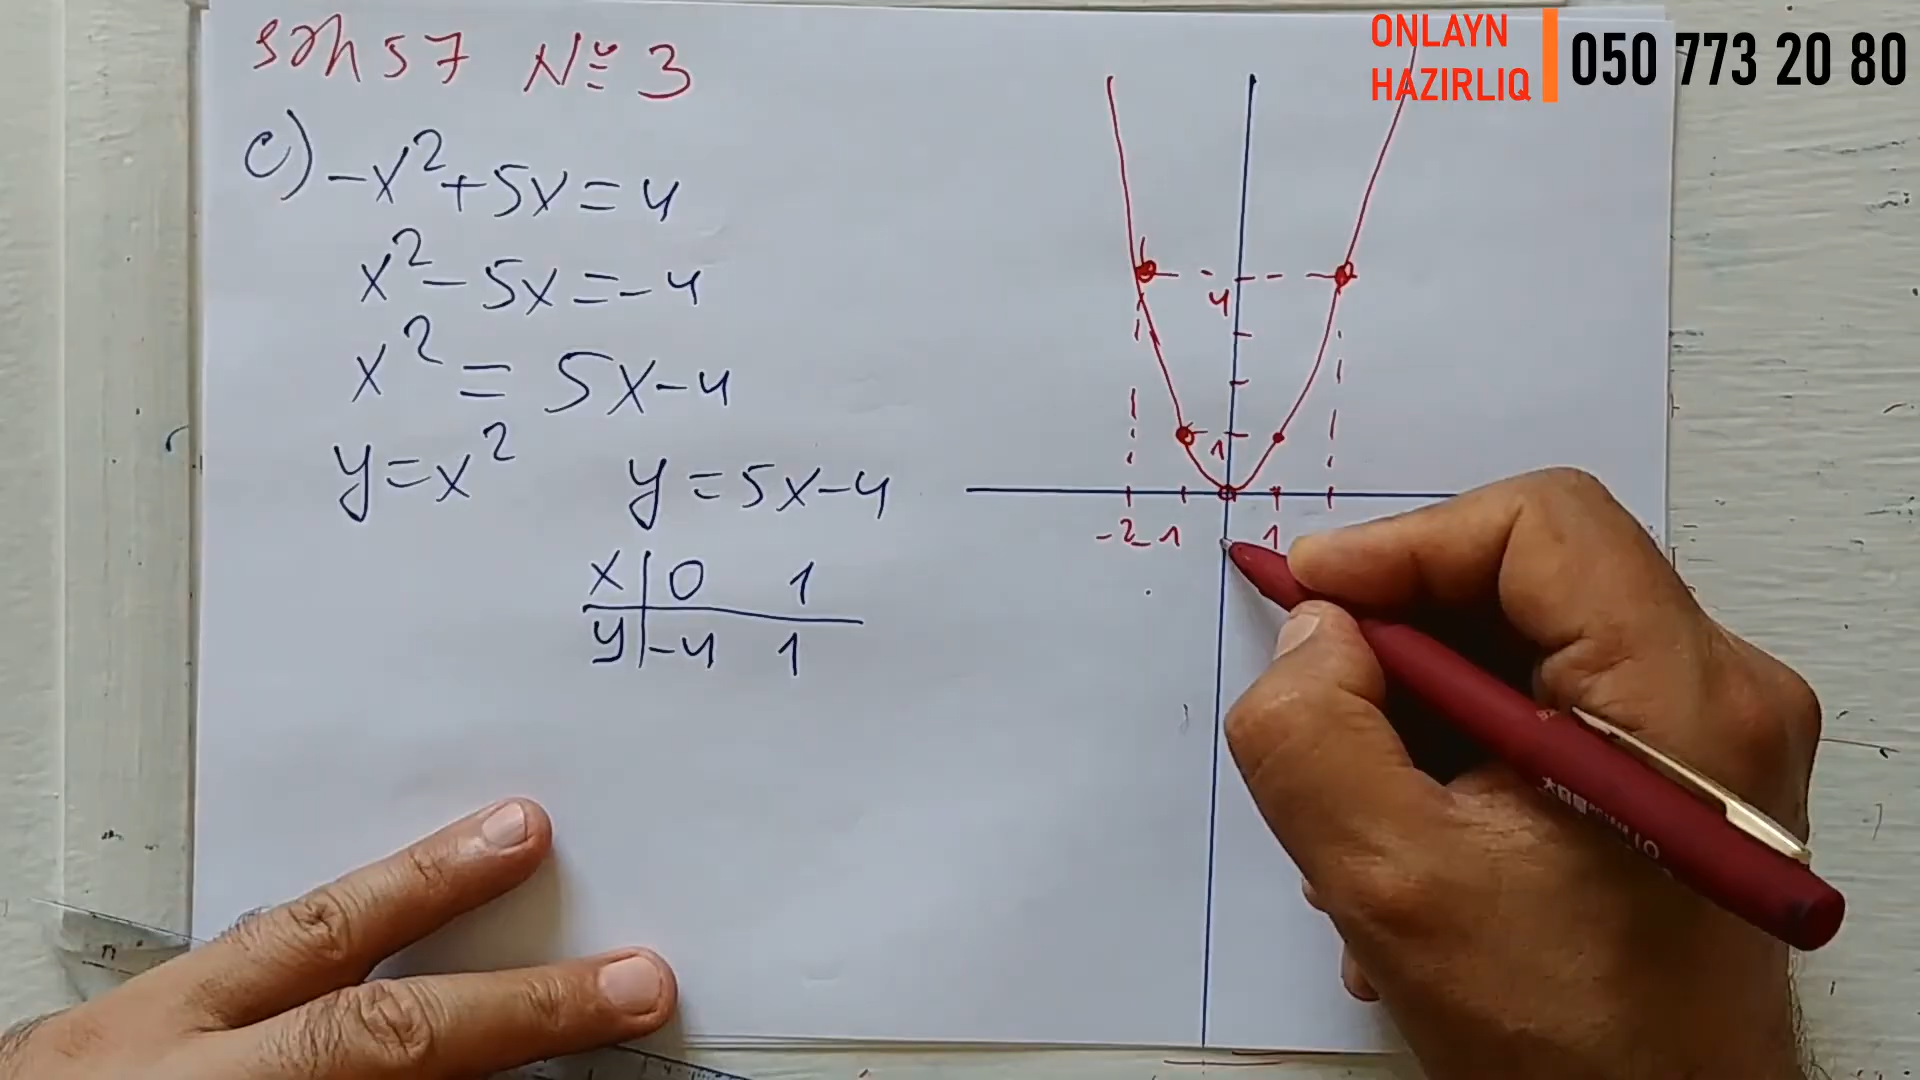 səh 57 № 3
c) -x²+5x=4
x²-5x=-4
x²=5x-4
y=x² y=5x-4
x 0 1
y -4 1
4
1
-2 -1 1
ONLAYN
HAZIRLIQ
050 773 20 80